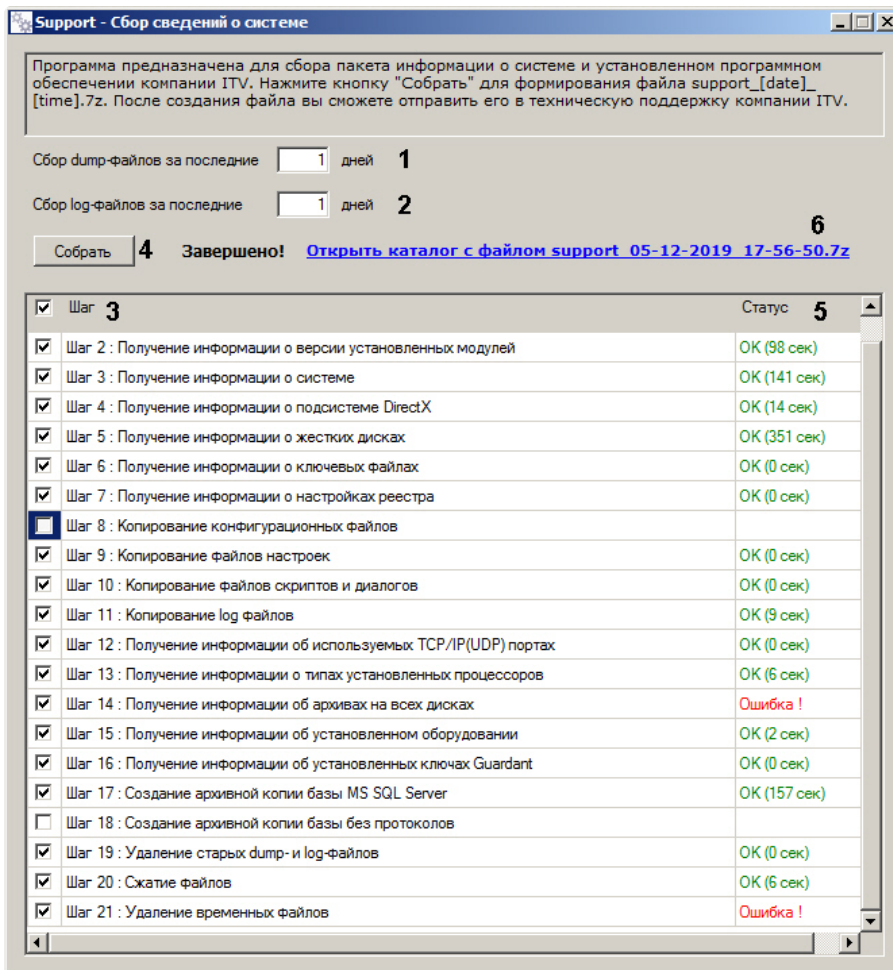 Support - Сбор сведений о системе
Программа предназначена для сбора пакета информации о системе и установленном программном
обеспечении компании ITV. Нажмите кнопку "Собрать" для формирования файла support_[date]_
[time].7z. После создания файла вы сможете отправить его в техническую поддержку компании ITV.
Сбор dump-файлов за последние 1 дней 1
Сбор log-файлов за последние 1 дней 2
6
Собрать 4 Завершено! Открыть каталог с файлом support_05-12-2019_17-56-50.7z
Шаг 3 Статус 5
Шаг 2 : Получение информации о версии установленных модулей OK (98 сек)
Шаг 3 : Получение информации о системе OK (141 сек)
Шаг 4 : Получение информации о подсистеме DirectX OK (14 сек)
Шаг 5 : Получение информации о жестких дисках OK (351 сек)
Шаг 6 : Получение информации о ключевых файлах OK (0 сек)
Шаг 7 : Получение информации о настройках реестра OK (0 сек)
Шаг 8 : Копирование конфигурационных файлов
Шаг 9 : Копирование файлов настроек OK (0 сек)
Шаг 10 : Копирование файлов скриптов и диалогов OK (0 сек)
Шаг 11 : Копирование log файлов OK (9 сек)
Шаг 12 : Получение информации об используемых TCP/IP(UDP) портах OK (0 сек)
Шаг 13 : Получение информации о типах установленных процессоров OK (6 сек)
Шаг 14 : Получение информации об архивах на всех дисках Ошибка !
Шаг 15 : Получение информации об установленном оборудовании OK (2 сек)
Шаг 16 : Получение информации об установленных ключах Guardant OK (0 сек)
Шаг 17 : Создание архивной копии базы MS SQL Server OK (157 сек)
Шаг 18 : Создание архивной копии базы без протоколов
Шаг 19 : Удаление старых dump- и log-файлов OK (0 сек)
Шаг 20 : Сжатие файлов OK (6 сек)
Шаг 21 : Удаление временных файлов Ошибка !